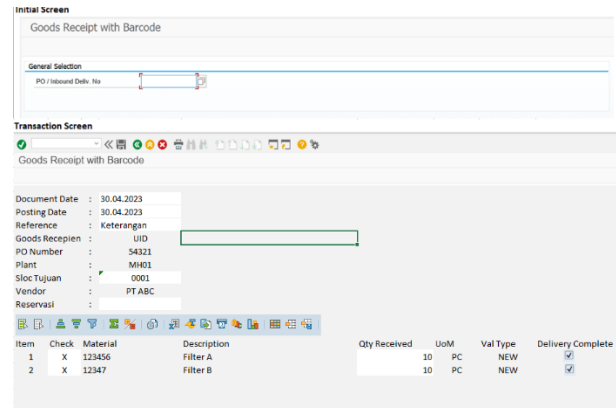 Initial Screen
Goods Receipt with Barcode
General Selection
PO / Inbound Deliv. No
Transaction Screen
Goods Receipt with Barcode
Document Date : 30.04.2023
Posting Date : 30.04.2023
Reference : Keterangan
Goods Recepien : UID
PO Number : 54321
Plant : MH01
Sloc Tujuan : 0001
Vendor : PT ABC
Reservasi :
Item Check Material Description Qty Received UoM Val Type Delivery Complete
1 X 123456 Filter A 10 PC NEW
2 X 12347 Filter B 10 PC NEW